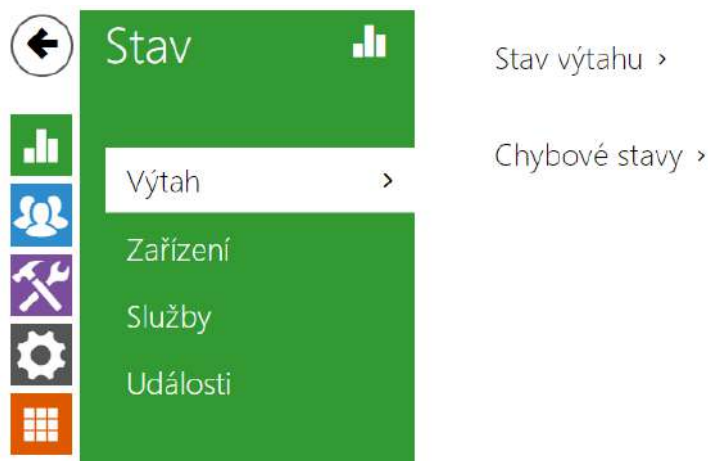 Stav
Výtah
Zařízení
Služby
Události
Stav výtahu
Chybové stavy